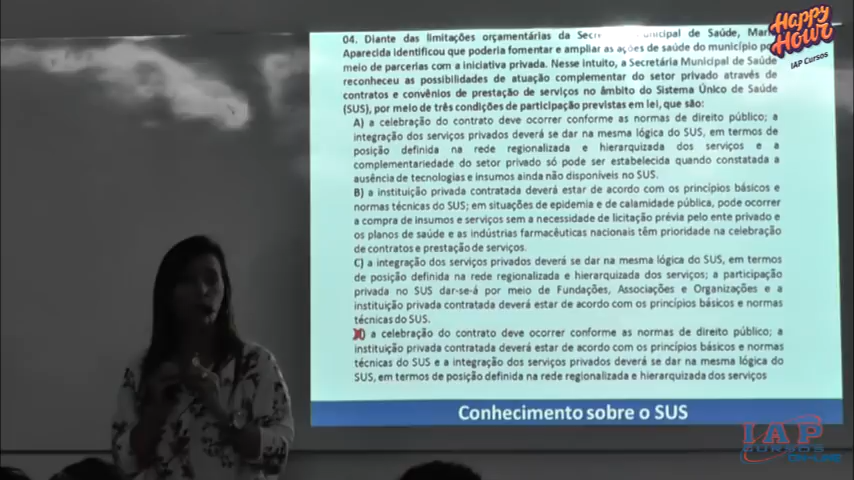 04. Diante das limitações orçamentárias da Municipal de Saúde,
Aparecida identificou que poderia fomentar e ampliar as ações de saúde do município
meio de parcerias com a iniciativa privada. Nesse intuito, a Secretária Municipal de Saúde
reconheceu as possibilidades de atuação complementar do setor privado através de
contratos e convênios de prestação de serviços no âmbito do Sistema Único de Saúde
(SUS), por meio de três condições de participação previstas em lei, que são:
A) a celebração do contrato deve ocorrer conforme as normas de direito público; a
integração dos serviços privados deverá se dar na mesma lógica do SUS, em termos de
posição definida na rede regionalizada e hierarquizada dos serviços e a
complementariedade do setor privado só pode ser estabelecida quando constatada a
ausência de tecnologias e insumos ainda não disponíveis no SUS.
B) a instituição privada contratada deverá estar de acordo com os princípios básicos e
normas técnicas do SUS; em situações de epidemia e de calamidade pública, pode ocorrer
a compra de insumos e serviços sem a necessidade de licitação prévia pelo ente privado e
os planos de saúde e as indústrias farmacêuticas nacionais têm prioridade na celebração
de contratos e prestação de serviços.
C) a integração dos serviços privados deverá se dar na mesma lógica do SUS, em termos
de posição definida na rede regionalizada e hierarquizada dos serviços; a participação
privada no SUS dar-se-á por meio de Fundações, Associações e Organizações e a
instituição privada contratada deverá estar de acordo com os princípios básicos e normas
técnicas do SUS.
a celebração do contrato deve ocorrer conforme as normas de direito público; a
instituição privada contratada deverá estar de acordo com os princípios básicos e normas
técnicas do SUS e a integração dos serviços privados deverá se dar na mesma lógica do
SUS, em termos de posição definida na rede regionalizada e hierarquizada dos serviços
Conhecimento sobre o SUS
Happy
Hour
IAP Cursos
IAP
CURSOS